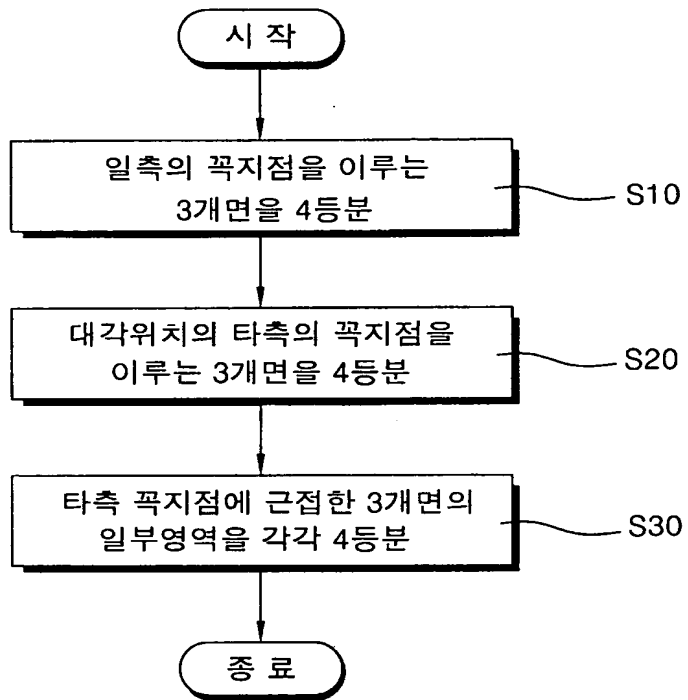 시 작
일측의 꼭지점을 이루는
3개면을 4등분
S10
대각위치의 타측의 꼭지점을
이루는 3개면을 4등분
S20
타측 꼭지점에 근접한 3개면의
일부영역을 각각 4등분
S30
종 료